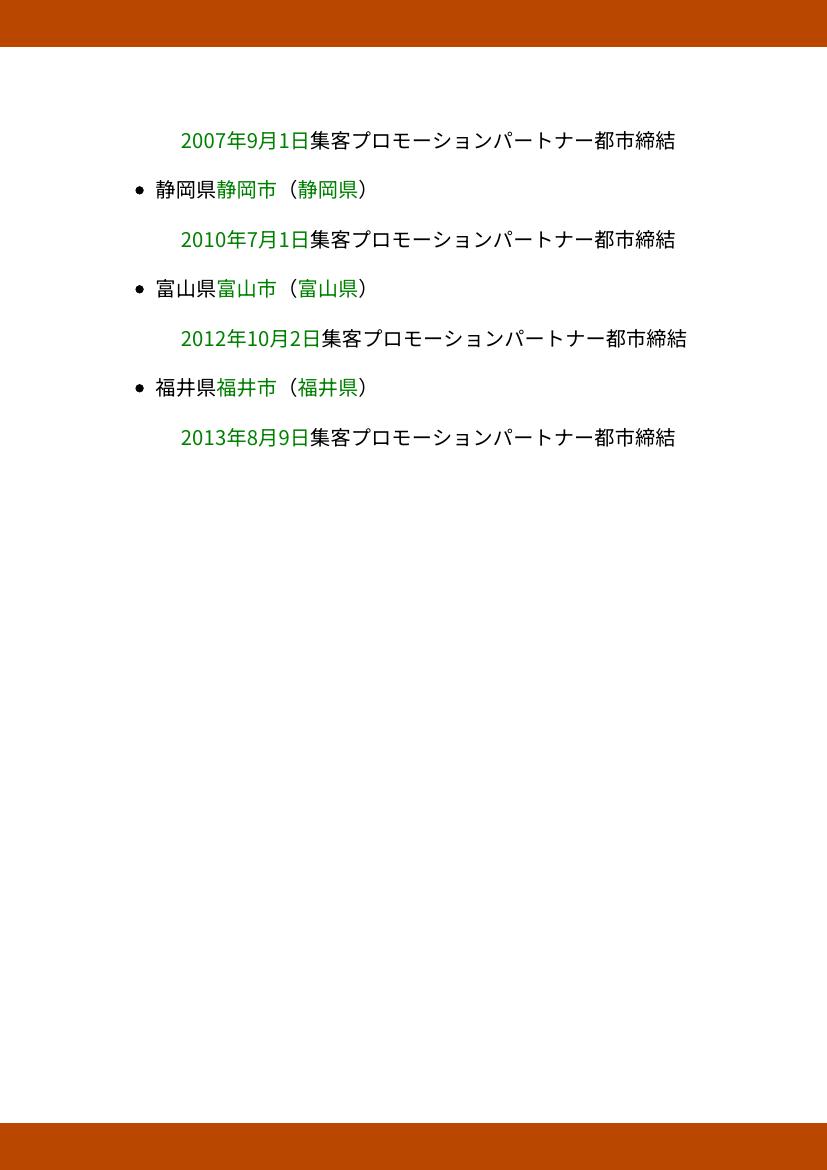 2007年9月1日集客プロモーションパートナー都市締結
• 静岡県静岡市（静岡県）
2010年7月1日集客プロモーションパートナー都市締結
• 富山県富山市（富山県）
2012年10月2日集客プロモーションパートナー都市締結
• 福井県福井市（福井県）
2013年8月9日集客プロモーションパートナー都市締結